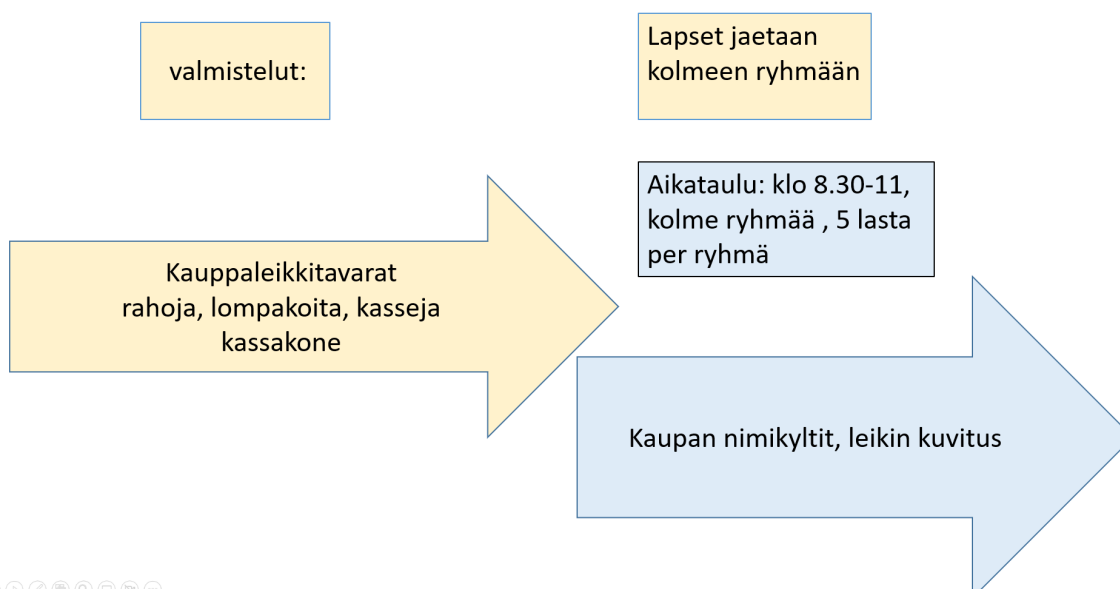 valmistelut:
Lapset jaetaan
kolmeen ryhmään
Aikataulu: klo 8.30-11,
kolme ryhmää , 5 lasta
per ryhmä
Kauppaleikkitavarat
rahoja, lompakoita, kasseja
kassakone
Kaupan nimikyltit, leikin kuvitus